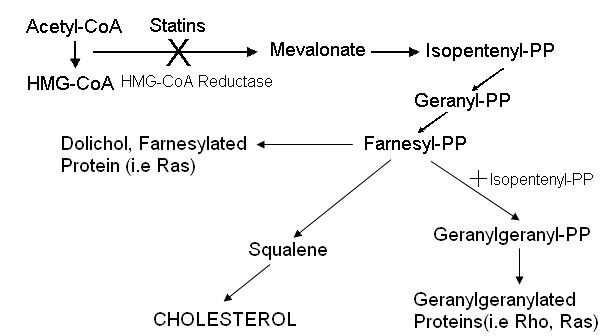 Acetyl-CoA
Statins
Mevalonate
Isopentenyl-PP
HMG-CoA
HMG-CoA Reductase
Geranyl-PP
Dolichol, Farnesylated
Protein (i.e Ras)
Farnesyl-PP
+Isopentenyl-PP
Squalene
Geranylgeranyl-PP
CHOLESTEROL
Geranylgeranylated
Proteins(i.e Rho, Ras)